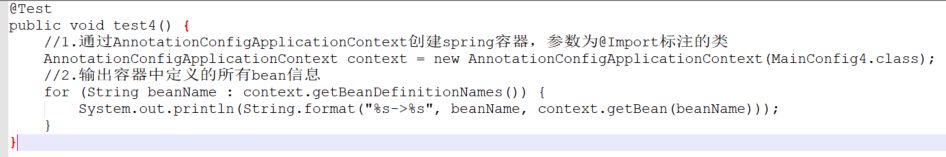 @Test
public void test4() {
    //1.通过AnnotationConfigApplicationContext创建spring容器，参数为@Import标注的类
    AnnotationConfigApplicationContext context = new AnnotationConfigApplicationContext(MainConfig4.class);
    //2.输出容器中定义的所有bean信息
    for (String beanName : context.getBeanDefinitionNames()) {
        System.out.println(String.format("%s->%s", beanName, context.getBean(beanName)));
    }
}